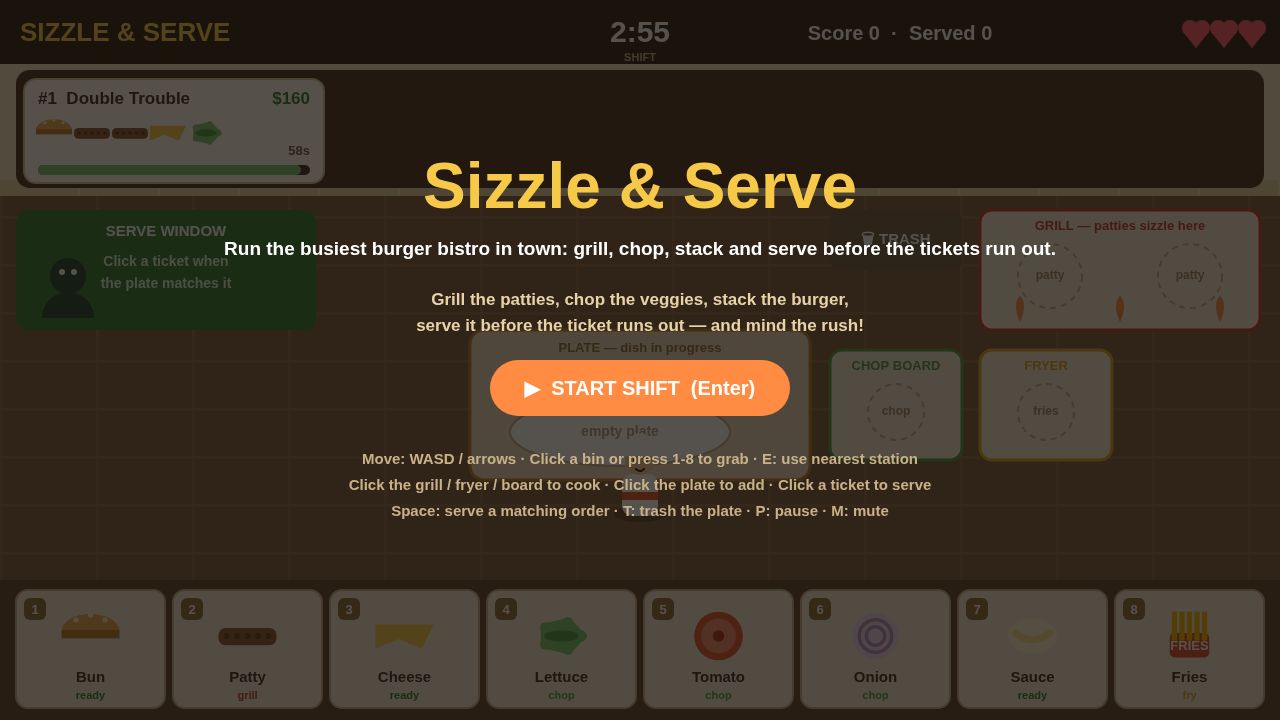 SIZZLE & SERVE
2:55
SHIFT
Score 0 · Served 0
#1 Double Trouble $160
58s
Sizzle & Serve
SERVE WINDOW
Click a ticket when
the plate matches it
TRASH
GRILL — patties sizzle here
patty
patty
Run the busiest burger bistro in town: grill, chop, stack and serve before the tickets run out.
Grill the patties, chop the veggies, stack the burger,
serve it before the ticket runs out — and mind the rush!
PLATE — dish in progress
CHOP BOARD
FRYER
▶ START SHIFT (Enter)
chop
fries
empty plate
Move: WASD / arrows · Click a bin or press 1-8 to grab · E: use nearest station
Click the grill / fryer / board to cook · Click the plate to add · Click a ticket to serve
Space: serve a matching order · T: trash the plate · P: pause · M: mute
1
Bun
ready
2
Patty
grill
3
Cheese
ready
4
Lettuce
chop
5
Tomato
chop
6
Onion
chop
7
Sauce
ready
8
FRIES
Fries
fry